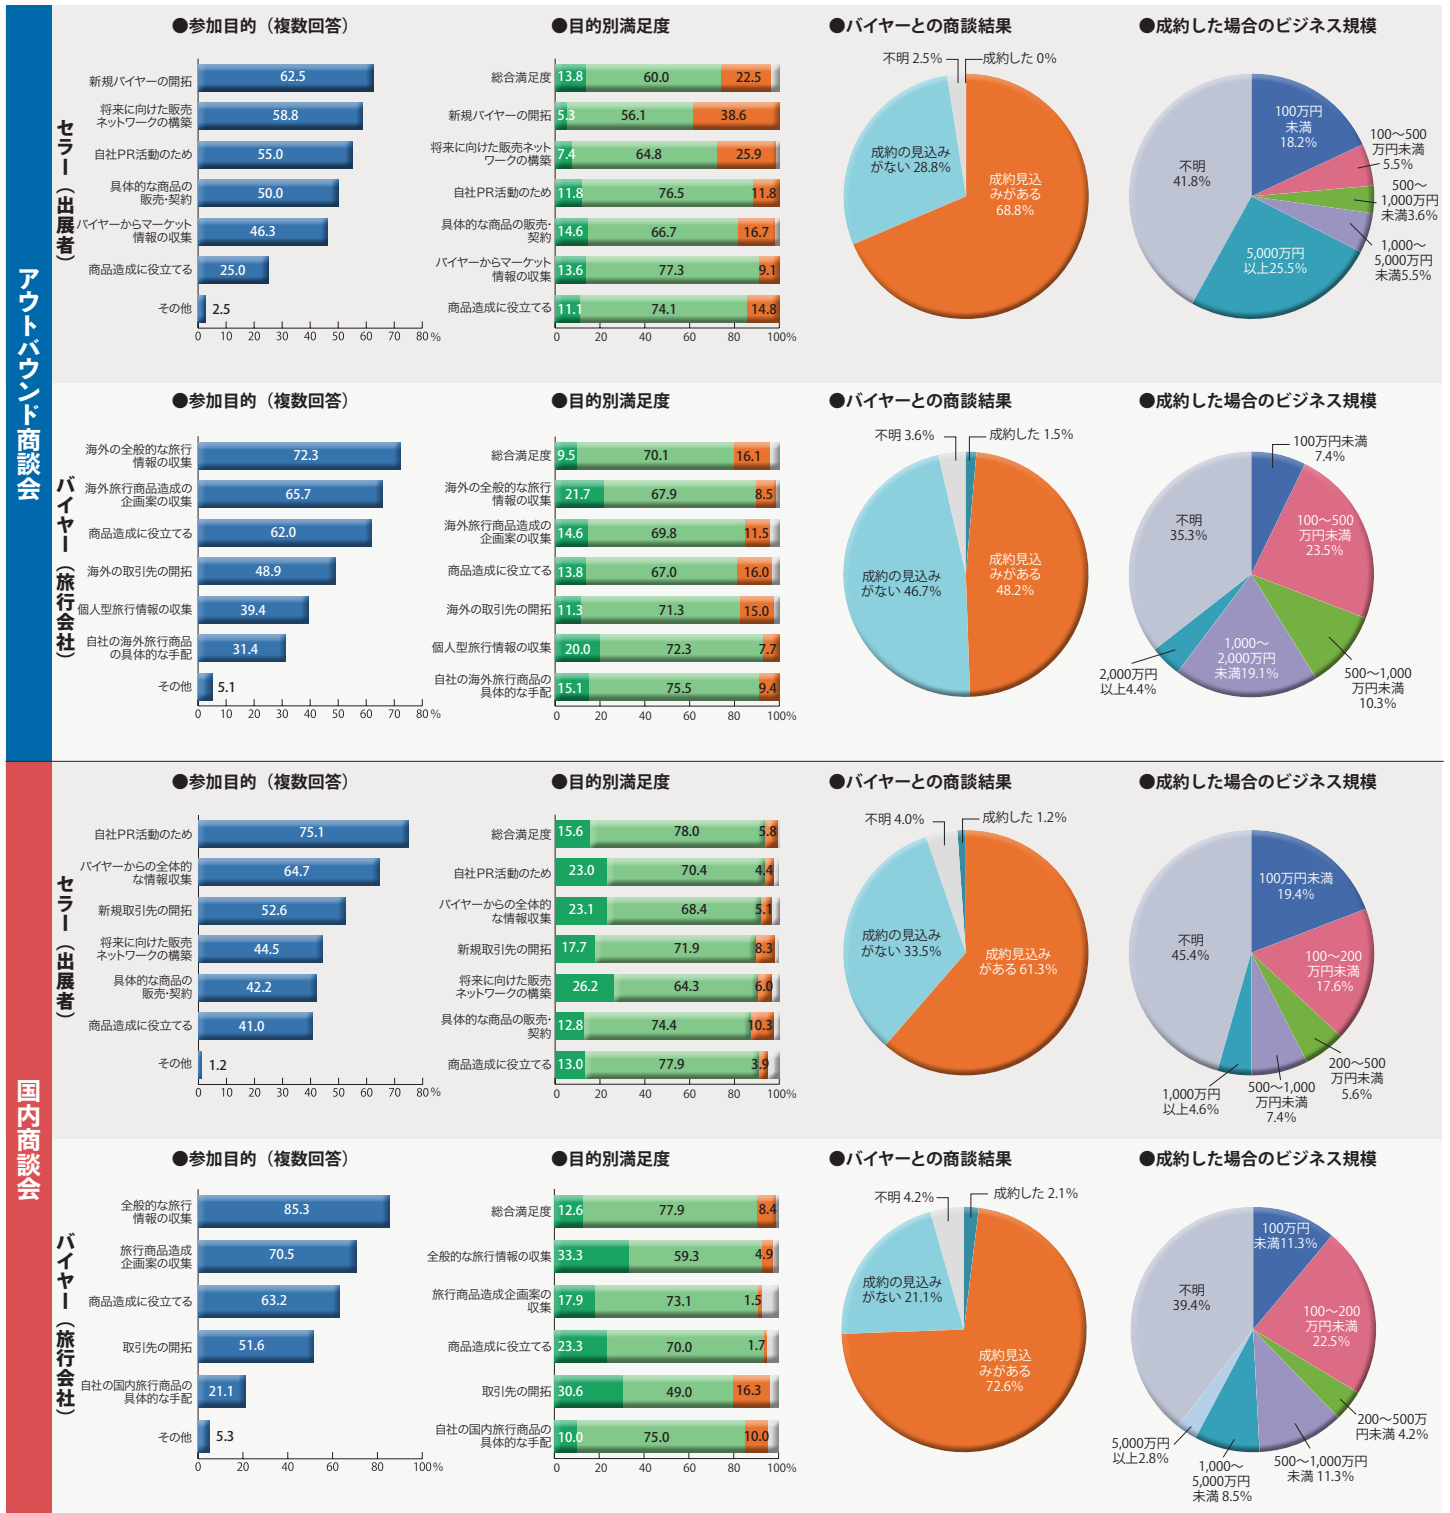 アウトバウンド商談会
セラー（出展者）
●参加目的（複数回答）
新規バイヤーの開拓
62.5
将来に向けた販売
ネットワークの構築
58.8
自社PR活動のため
55.0
具体的な商品の
販売・契約
50.0
バイヤーからマーケット
情報の収集
46.3
商品造成に役立てる
25.0
その他
2.5
0 10 20 30 40 50 60 70 80%
●目的別満足度
総合満足度
13.8 60.0 22.5
新規バイヤーの開拓
5.3 56.1 38.6
将来に向けた販売ネット
ワークの構築
7.4 64.8 25.9
自社PR活動のため
11.8 76.5 11.8
具体的な商品の販売・
契約
14.6 66.7 16.7
バイヤーからマーケット
情報の収集
13.6 77.3 9.1
商品造成に役立てる
11.1 74.1 14.8
0 20 40 60 80 100%
●バイヤーとの商談結果
不明 2.5%
成約した 0%
成約の見込み
がない 28.8%
成約見込
みがある
68.8%
●成約した場合のビジネス規模
100万円
未満
18.2%
100〜500
万円未満
5.5%
500〜
1,000万円
未満3.6%
1,000〜
5,000万円
未満5.5%
5,000万円
以上25.5%
不明
41.8%
バイヤー（旅行会社）
●参加目的（複数回答）
海外の全般的な旅行
情報の収集
72.3
海外旅行商品造成の
企画案の収集
65.7
商品造成に役立てる
62.0
海外の取引先の開拓
48.9
個人型旅行情報の収集
39.4
自社の海外旅行商品
の具体的な手配
31.4
その他
5.1
0 10 20 30 40 50 60 70 80%
●目的別満足度
総合満足度
9.5 70.1 16.1
海外の全般的な旅行
情報の収集
21.7 67.9 8.5
海外旅行商品造成の
企画案の収集
14.6 69.8 11.5
商品造成に役立てる
13.8 67.0 16.0
海外の取引先の開拓
11.3 71.3 15.0
個人型旅行情報の収集
20.0 72.3 7.7
自社の海外旅行商品の
具体的な手配
15.1 75.5 9.4
0 20 40 60 80 100%
●バイヤーとの商談結果
不明 3.6%
成約した 1.5%
成約の見込み
がない 46.7%
成約見込
みがある
48.2%
●成約した場合のビジネス規模
100万円未満
7.4%
100〜500
万円未満
23.5%
500〜1,000
万円未満
10.3%
1,000〜
2,000万円
未満19.1%
2,000万円
以上4.4%
不明
35.3%
国内商談会
セラー（出展者）
●参加目的（複数回答）
自社PR活動のため
75.1
バイヤーからの全体的
な情報収集
64.7
新規取引先の開拓
52.6
将来に向けた販売
ネットワークの構築
44.5
具体的な商品の
販売・契約
42.2
商品造成に役立てる
41.0
その他
1.2
0 10 20 30 40 50 60 70 80%
●目的別満足度
総合満足度
15.6 78.0 5.8
自社PR活動のため
23.0 70.4 4.4
バイヤーからの全体的
な情報収集
23.1 68.4 5.1
新規取引先の開拓
17.7 71.9 8.3
将来に向けた販売
ネットワークの構築
26.2 64.3 6.0
具体的な商品の販売・
契約
12.8 74.4 10.3
商品造成に役立てる
13.0 77.9 3.9
0 20 40 60 80 100%
●バイヤーとの商談結果
不明 4.0%
成約した 1.2%
成約の見込み
がない 33.5%
成約見込み
がある 61.3%
●成約した場合のビジネス規模
100万円未満
19.4%
100〜200
万円未満
17.6%
200〜500
万円未満
5.6%
500〜1,000
万円未満
7.4%
1,000万円
以上4.6%
不明
45.4%
バイヤー（旅行会社）
●参加目的（複数回答）
全般的な旅行
情報の収集
85.3
旅行商品造成
企画案の収集
70.5
商品造成に役立てる
63.2
取引先の開拓
51.6
自社の国内旅行商品の
具体的な手配
21.1
その他
5.3
0 20 40 60 80 100%
●目的別満足度
総合満足度
12.6 77.9 8.4
全般的な旅行情報の収集
33.3 59.3 4.9
旅行商品造成企画案の
収集
17.9 73.1 1.5
商品造成に役立てる
23.3 70.0 1.7
取引先の開拓
30.6 49.0 16.3
自社の国内旅行商品の
具体的な手配
10.0 75.0 10.0
0 20 40 60 80 100%
●バイヤーとの商談結果
不明 4.2%
成約した 2.1%
成約の見込み
がない 21.1%
成約見込
みがある
72.6%
●成約した場合のビジネス規模
100万円
未満11.3%
100〜200
万円未満
22.5%
200〜500万
円未満 4.2%
500〜1,000万円
未満 11.3%
1,000〜
5,000万円
未満 8.5%
5,000万円
以上2.8%
不明
39.4%